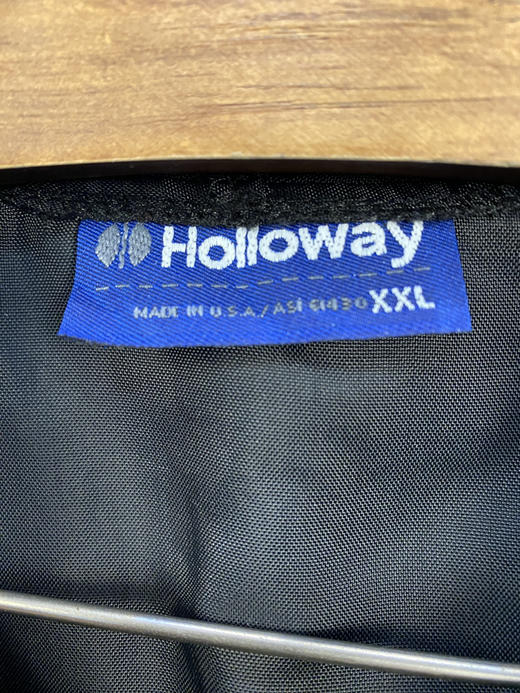 Holloway
MADE IN U.S.A./ASI 61430 XXL